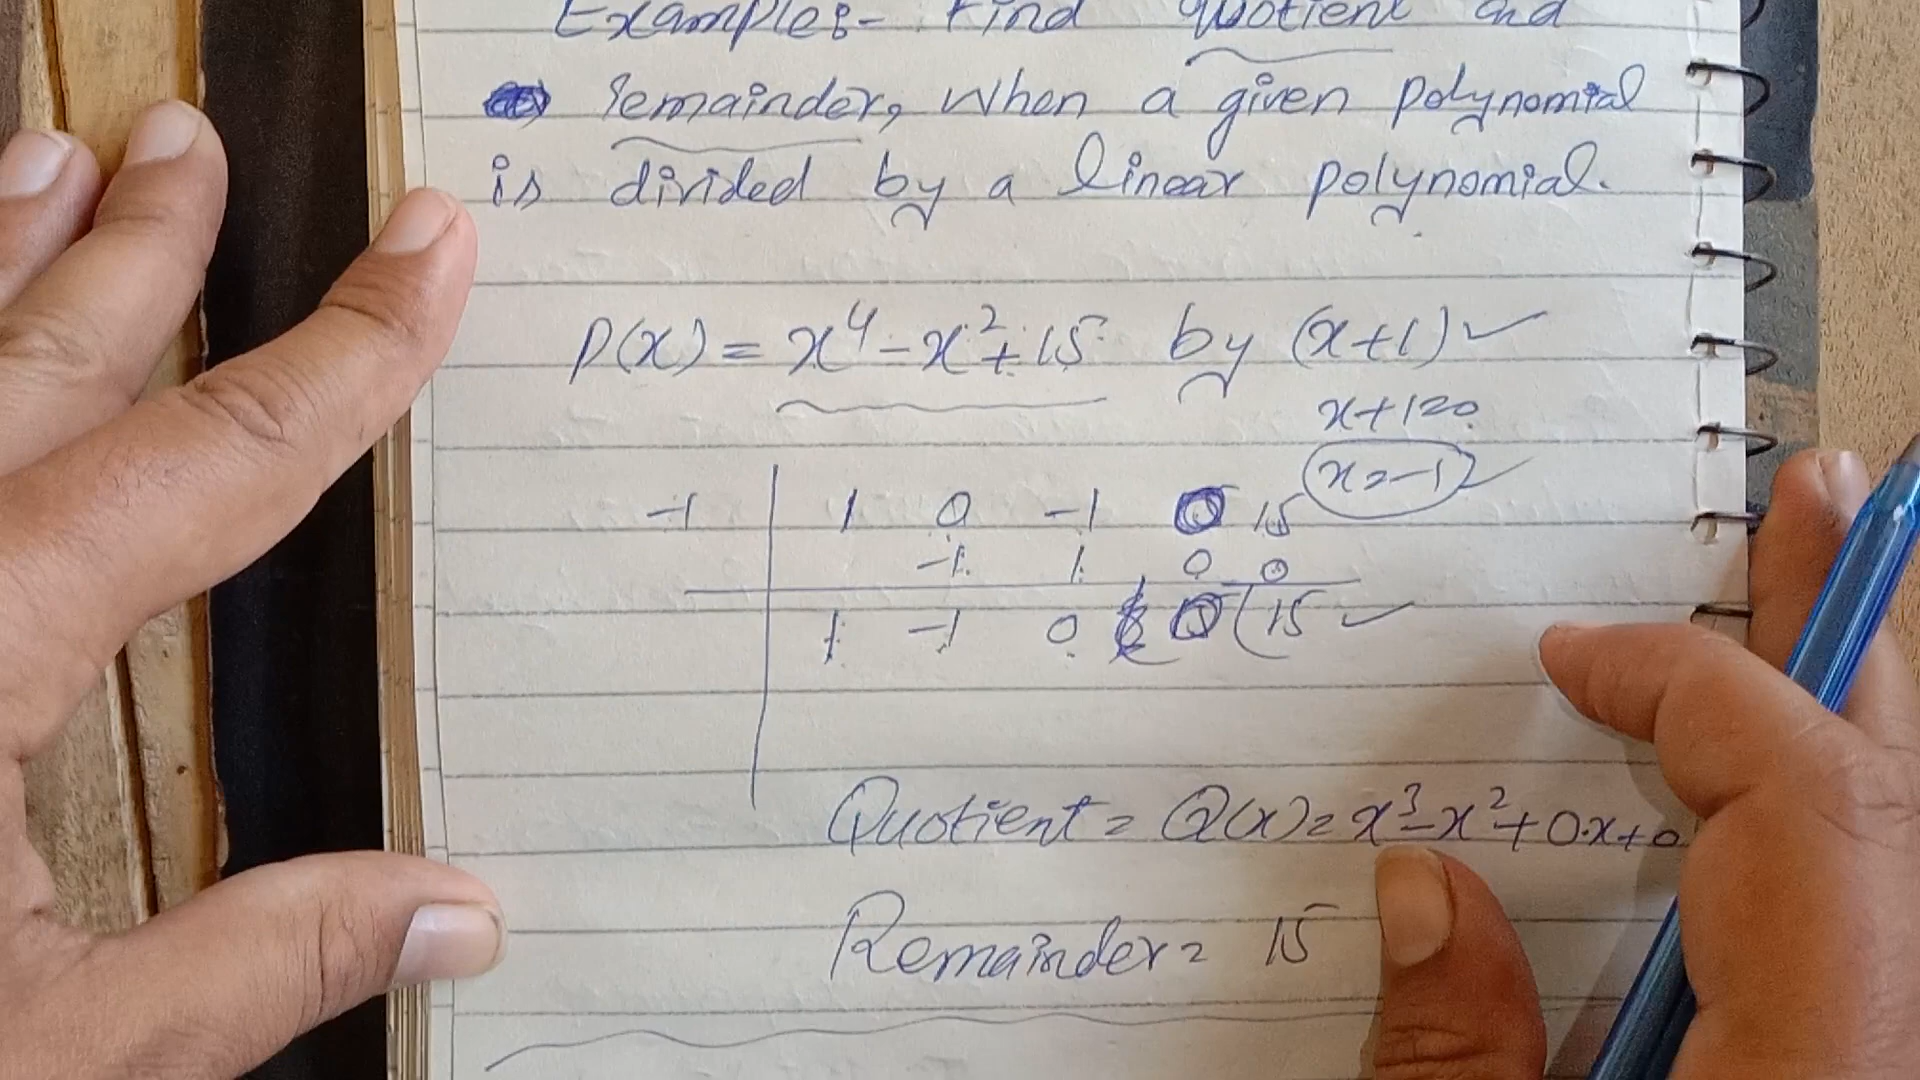 Examples:- Find Quotient and
remainder, when a given polynomial
is divided by a linear polynomial.
P(x) = x⁴ - x² + 15 by (x+1) ✓
x+1=0
x=-1 ✓
-1 | 1 0 -1 0 15
-1 1 0 0
1 -1 0 0 (15 ✓
Quotient = Q(x) = x³ - x² + 0.x + 0
Remainder = 15